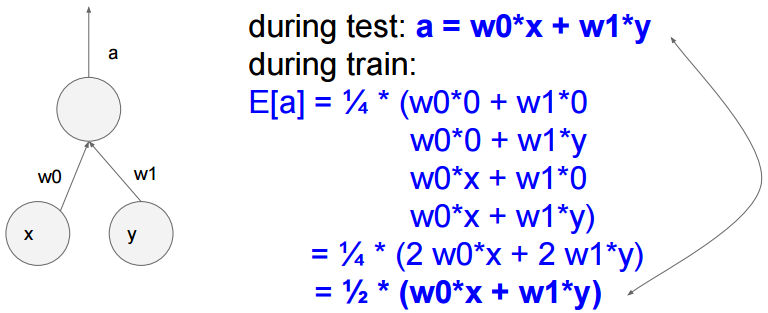 a
w0
w1
x
y
during test: a = w0*x + w1*y
during train:
E[a] = ¼ * (w0*0 + w1*0
w0*0 + w1*y
w0*x + w1*0
w0*x + w1*y)
= ¼ * (2 w0*x + 2 w1*y)
= ½ * (w0*x + w1*y)